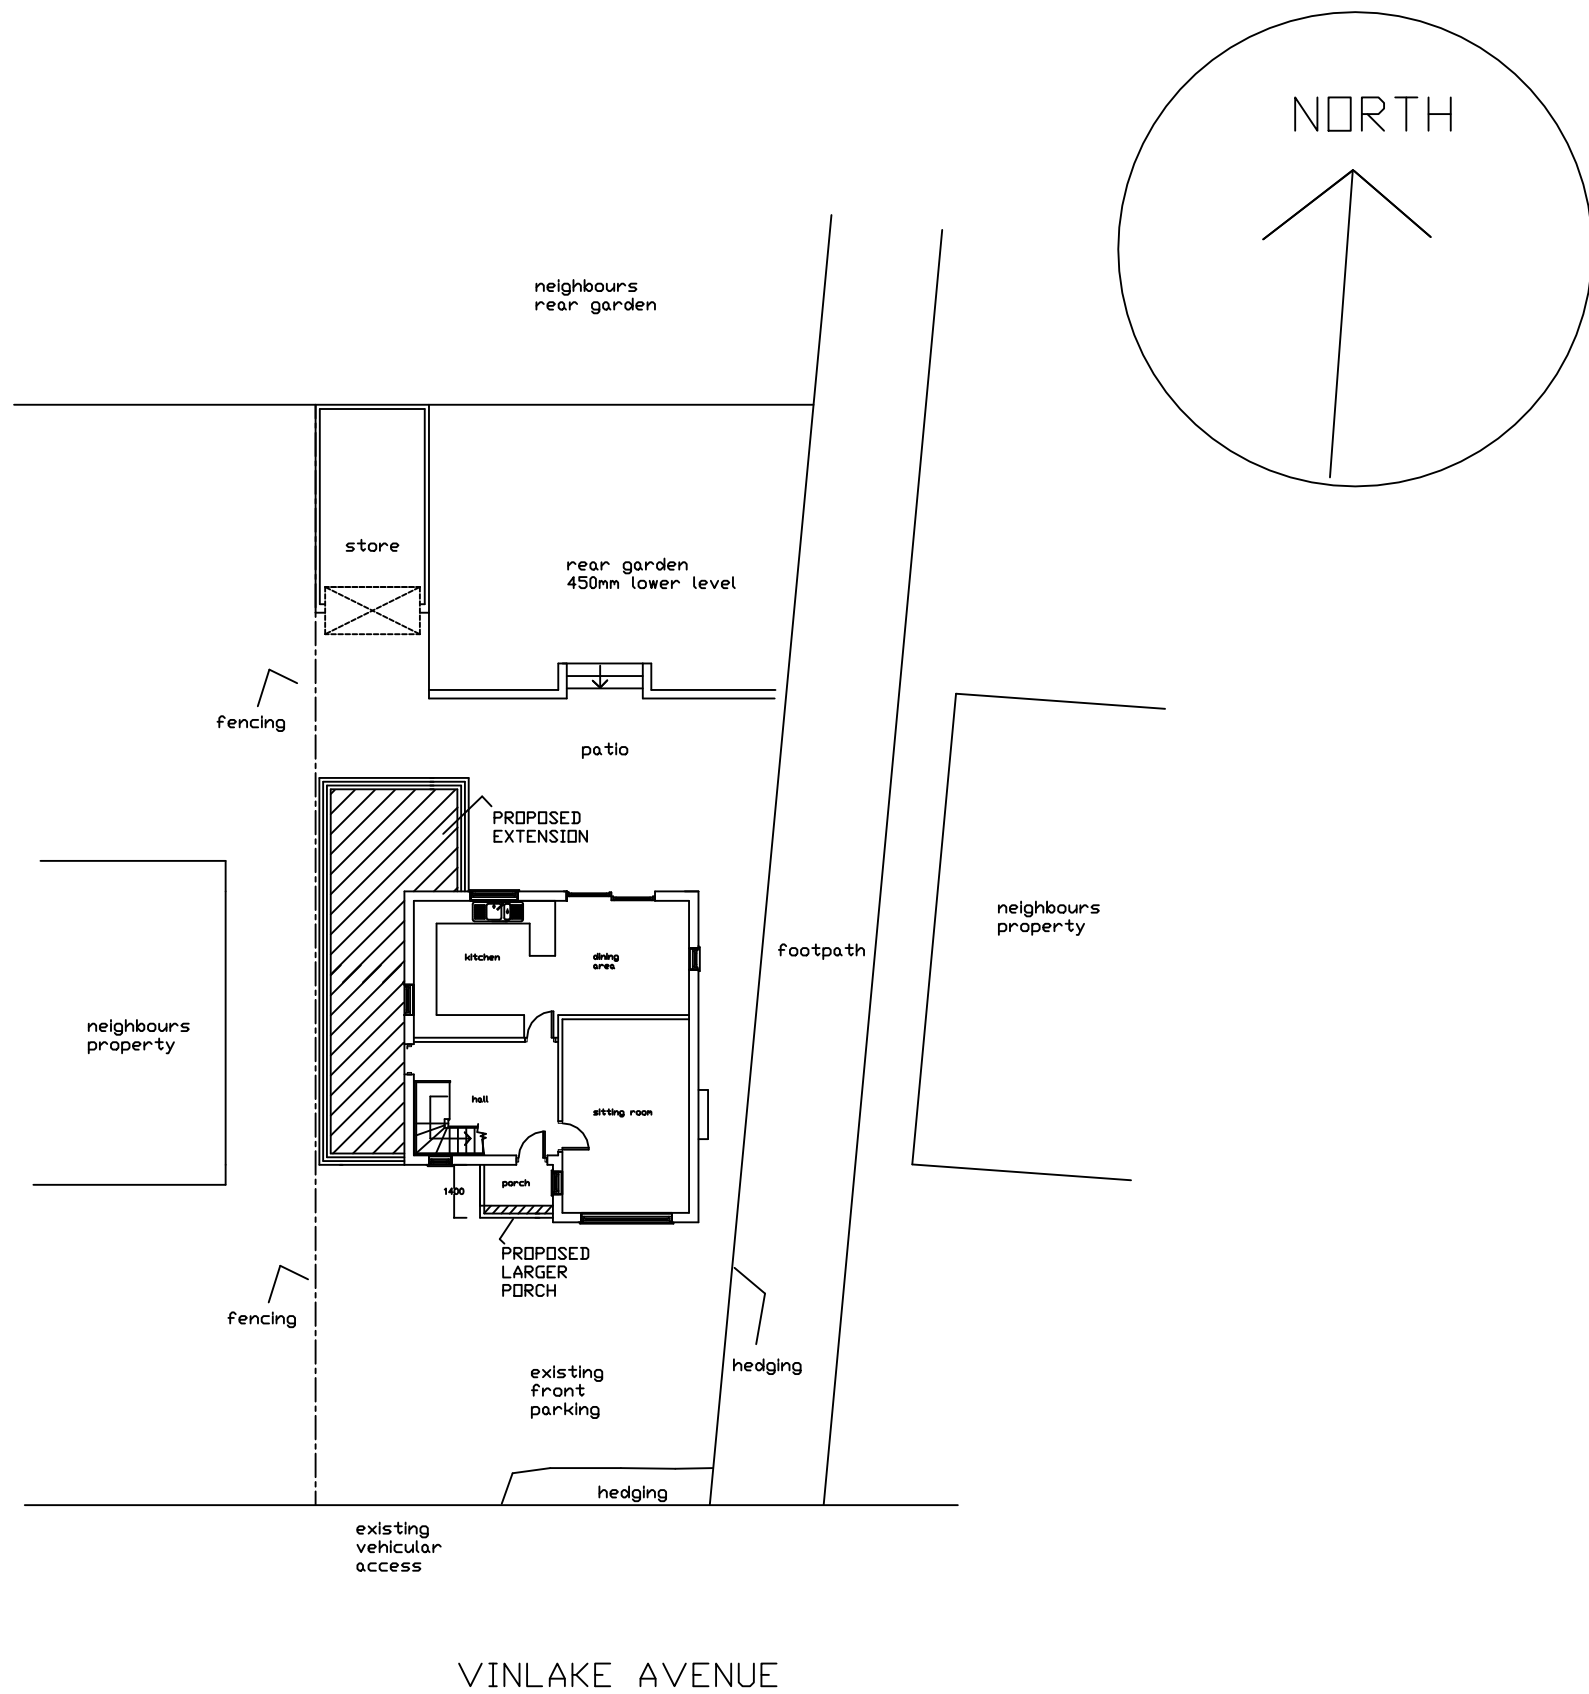 NORTH
neighbours
rear garden
store
rear garden
450mm lower level
fencing
patio
PROPOSED
EXTENSION
neighbours
property
footpath
kitchen
dining
area
neighbours
property
hall
sitting room
porch
1400
PROPOSED
LARGER
PORCH
fencing
hedging
existing
front
parking
hedging
existing
vehicular
access
VINLAKE AVENUE